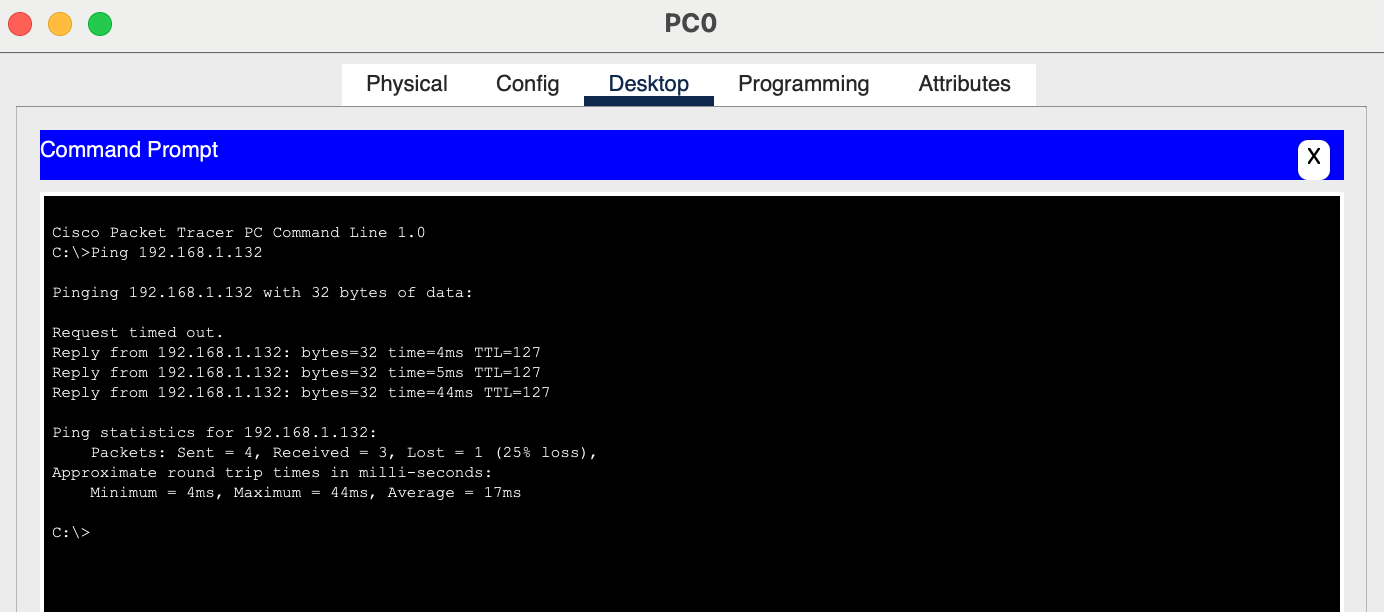 PC0
Physical Config Desktop Programming Attributes
Command Prompt
X
Cisco Packet Tracer PC Command Line 1.0
C:\>Ping 192.168.1.132
Pinging 192.168.1.132 with 32 bytes of data:
Request timed out.
Reply from 192.168.1.132: bytes=32 time=4ms TTL=127
Reply from 192.168.1.132: bytes=32 time=5ms TTL=127
Reply from 192.168.1.132: bytes=32 time=44ms TTL=127
Ping statistics for 192.168.1.132:
    Packets: Sent = 4, Received = 3, Lost = 1 (25% loss),
Approximate round trip times in milli-seconds:
    Minimum = 4ms, Maximum = 44ms, Average = 17ms
C:\>